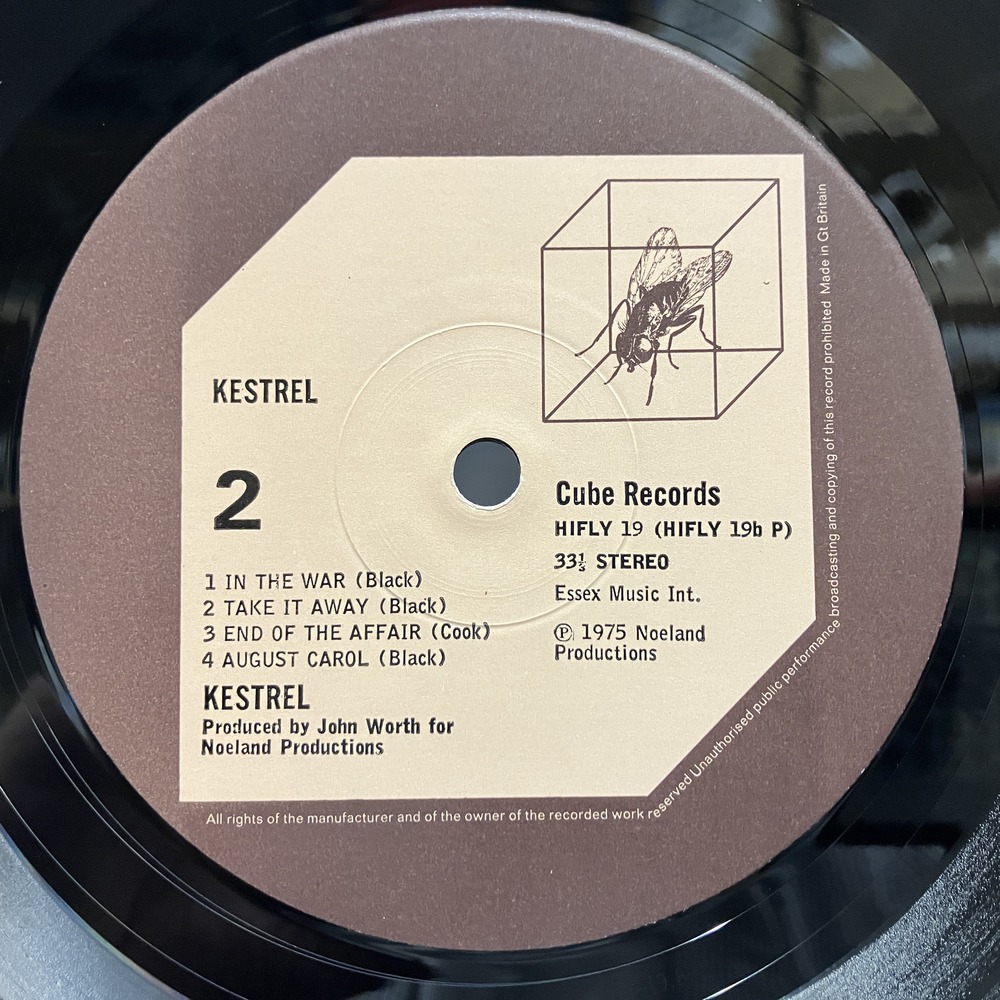 KESTREL
2
1 IN THE WAR (Black)
2 TAKE IT AWAY (Black)
3 END OF THE AFFAIR (Cook)
4 AUGUST CAROL (Black)
KESTREL
Produced by John Worth for
Noeland Productions
Cube Records
HIFLY 19 (HIFLY 19b P)
33⅓ STEREO
Essex Music Int.
Ⓟ 1975 Noeland
Productions
All rights of the manufacturer and of the owner of the recorded work reserved Unauthorised public performance broadcasting and copying of this record prohibited Made in Gt Britain